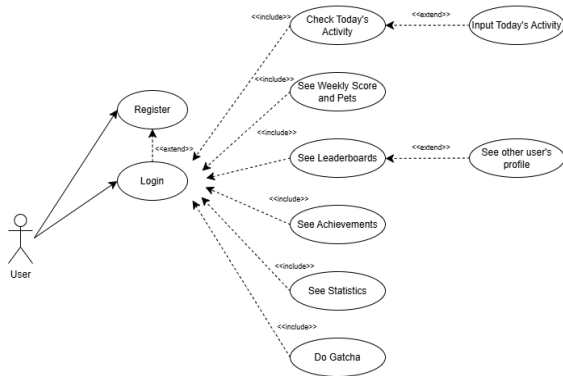 <<include>>
Check Today's
Activity
<<extend>>
Input Today's Activity
<<include>>
See Weekly Score
and Pets
Register
<<extend>>
<<include>>
See Leaderboards
<<extend>>
See other user's
profile
Login
<<include>>
See Achievements
User
<<include>>
See Statistics
<<include>>
Do Gatcha